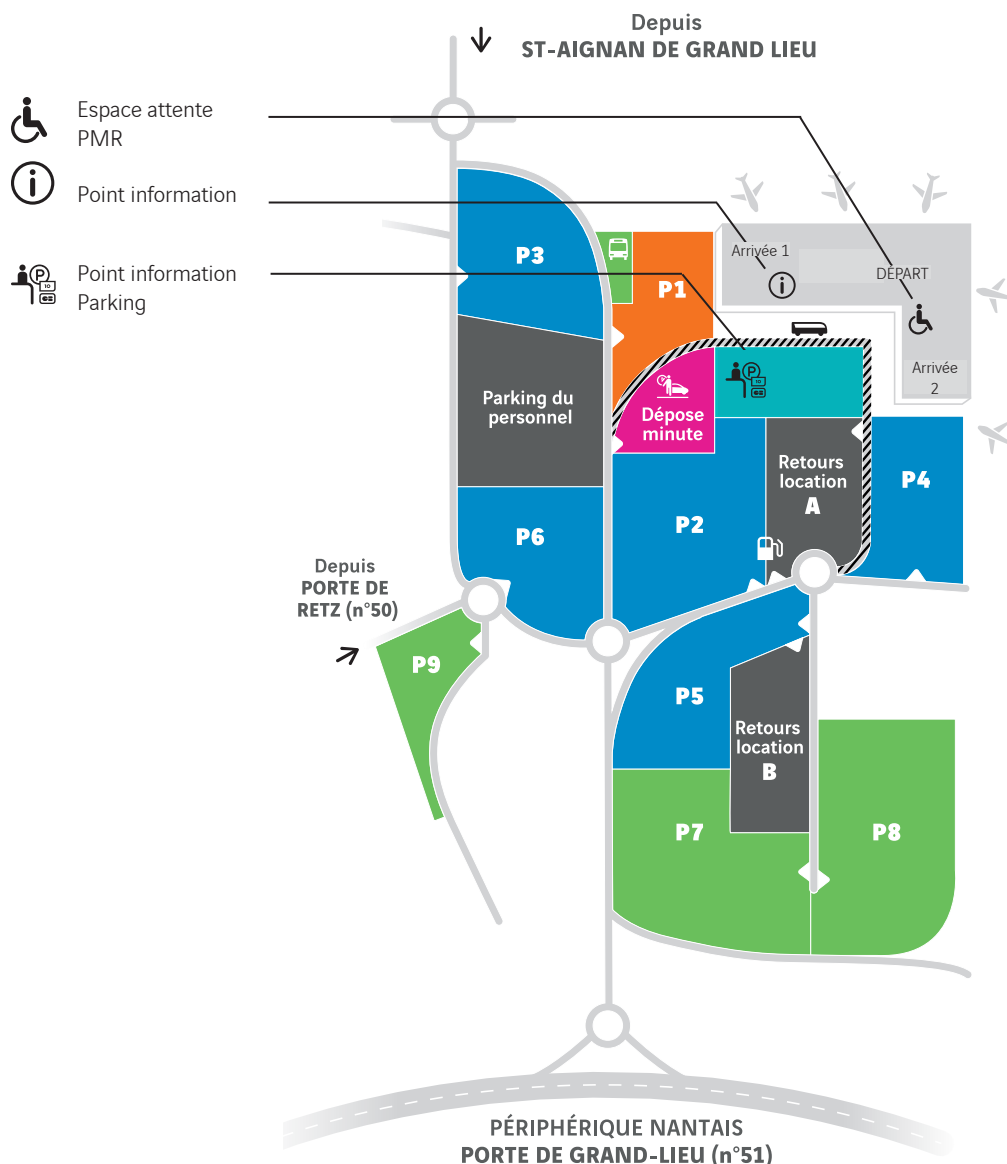 Depuis
ST-AIGNAN DE GRAND LIEU
Espace attente
PMR
Point information
Point information
Parking
P3
P1
Arrivée 1
DÉPART
Arrivée
2
Parking du
personnel
Dépose
minute
P
10
P
10
Retours
location
A
P4
P2
P6
Depuis
PORTE DE
RETZ (n°50)
P9
P5
Retours
location
B
P7
P8
PÉRIPHÉRIQUE NANTAIS
PORTE DE GRAND-LIEU (n°51)